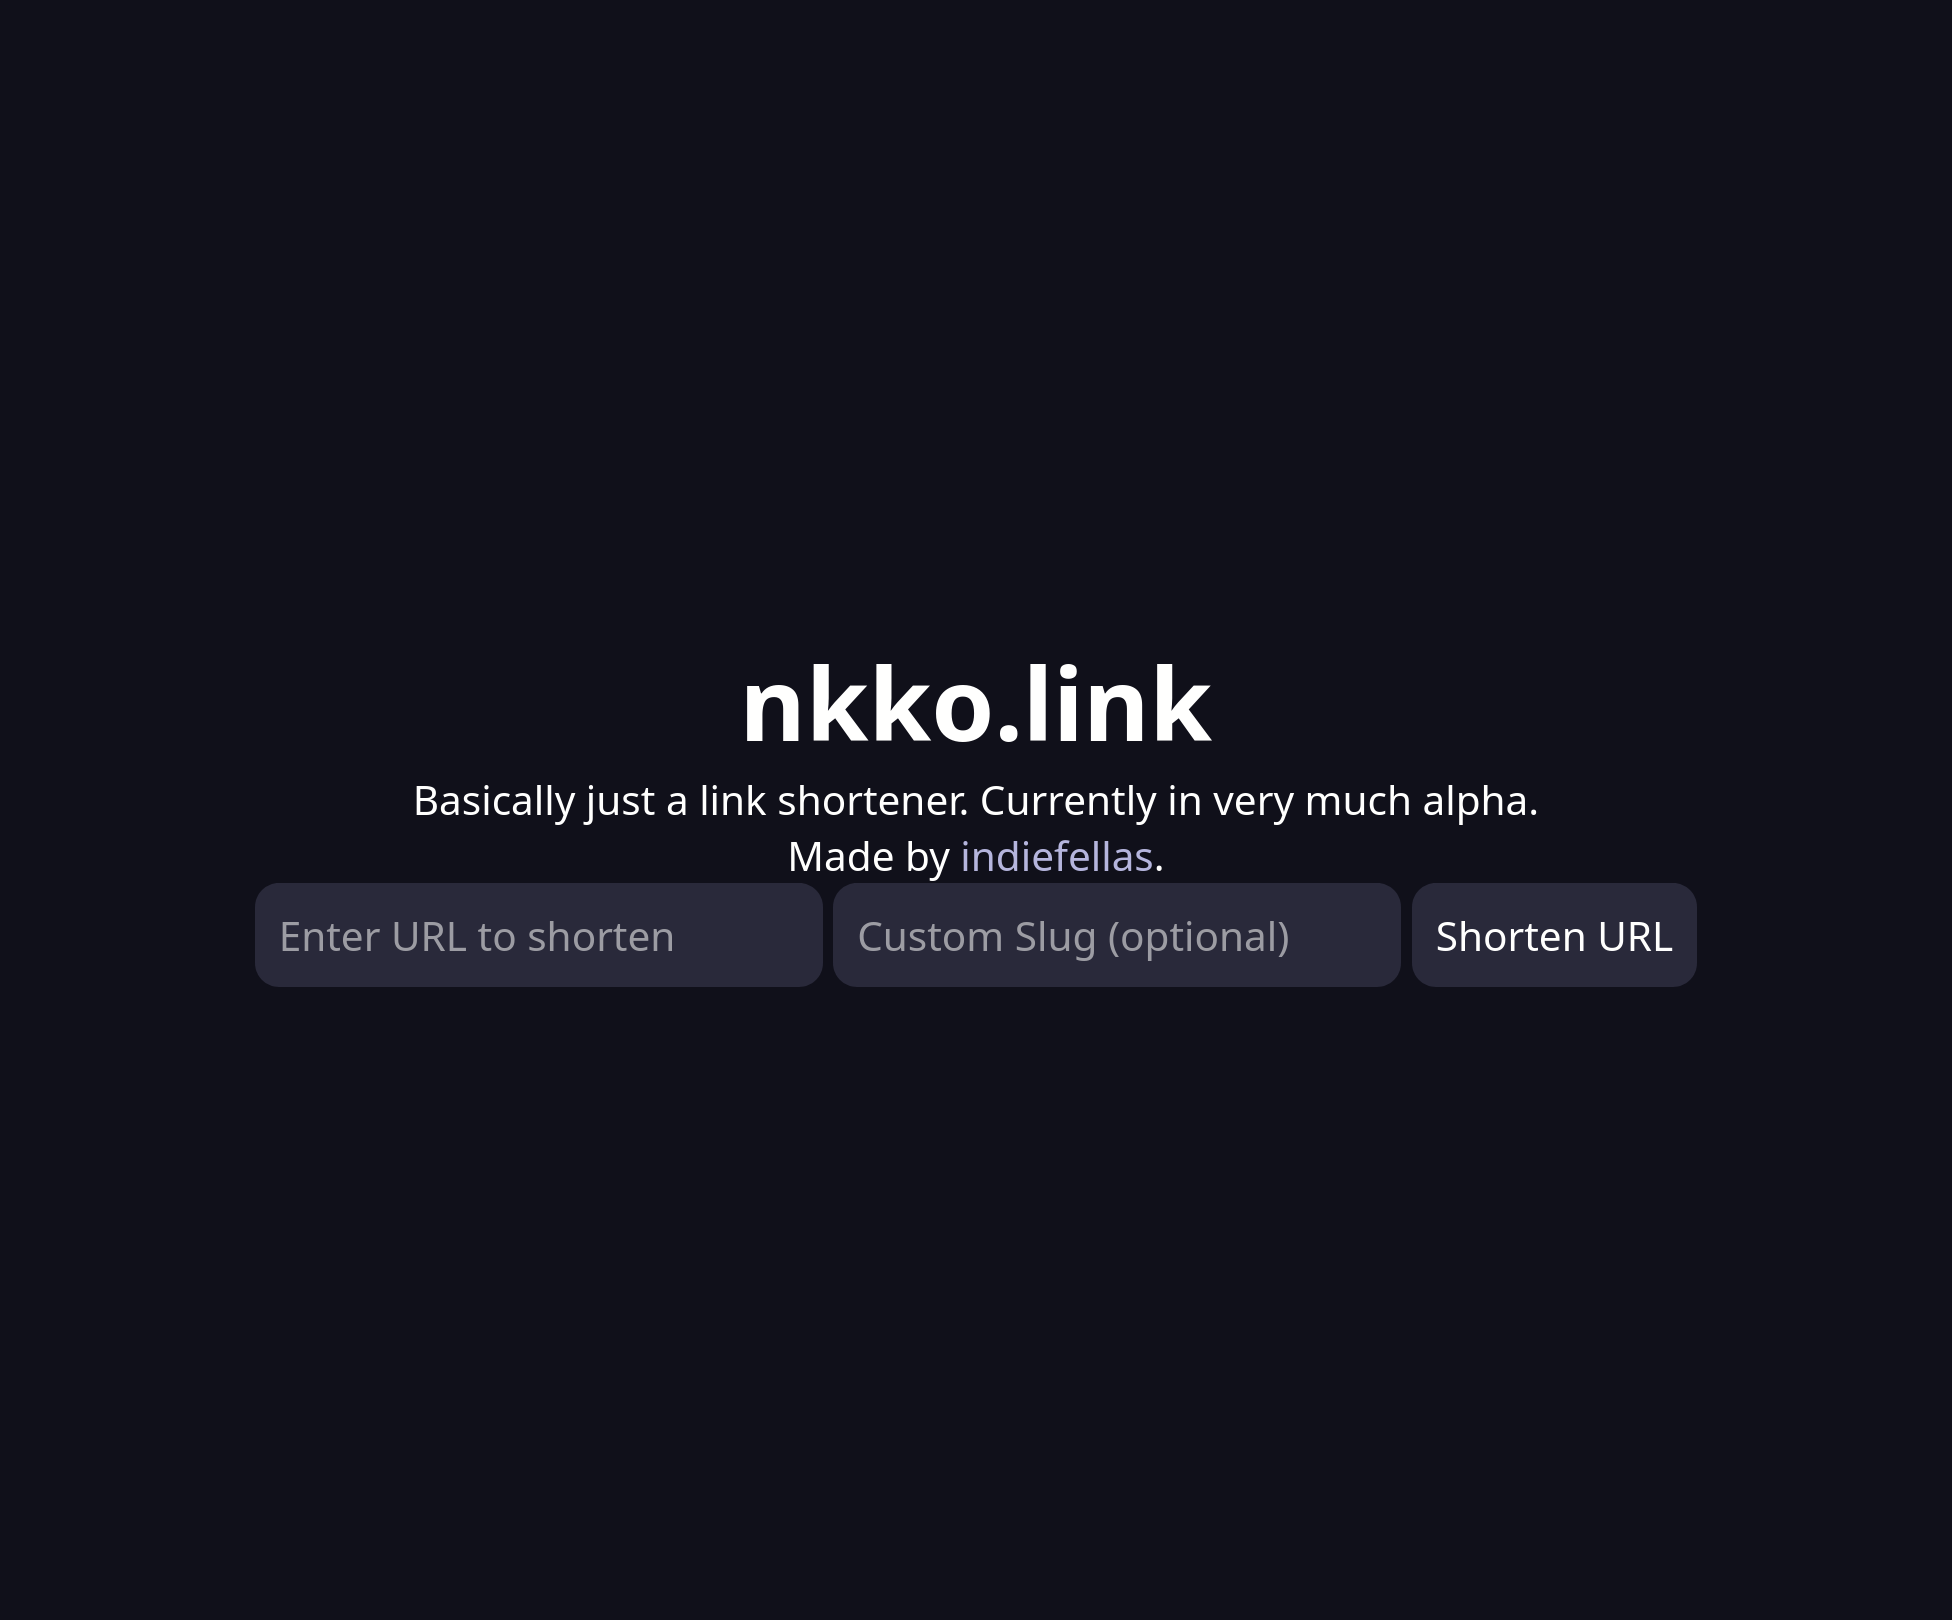 nkko.link
Basically just a link shortener. Currently in very much alpha.
Made by indiefellas.
Enter URL to shorten
Custom Slug (optional)
Shorten URL